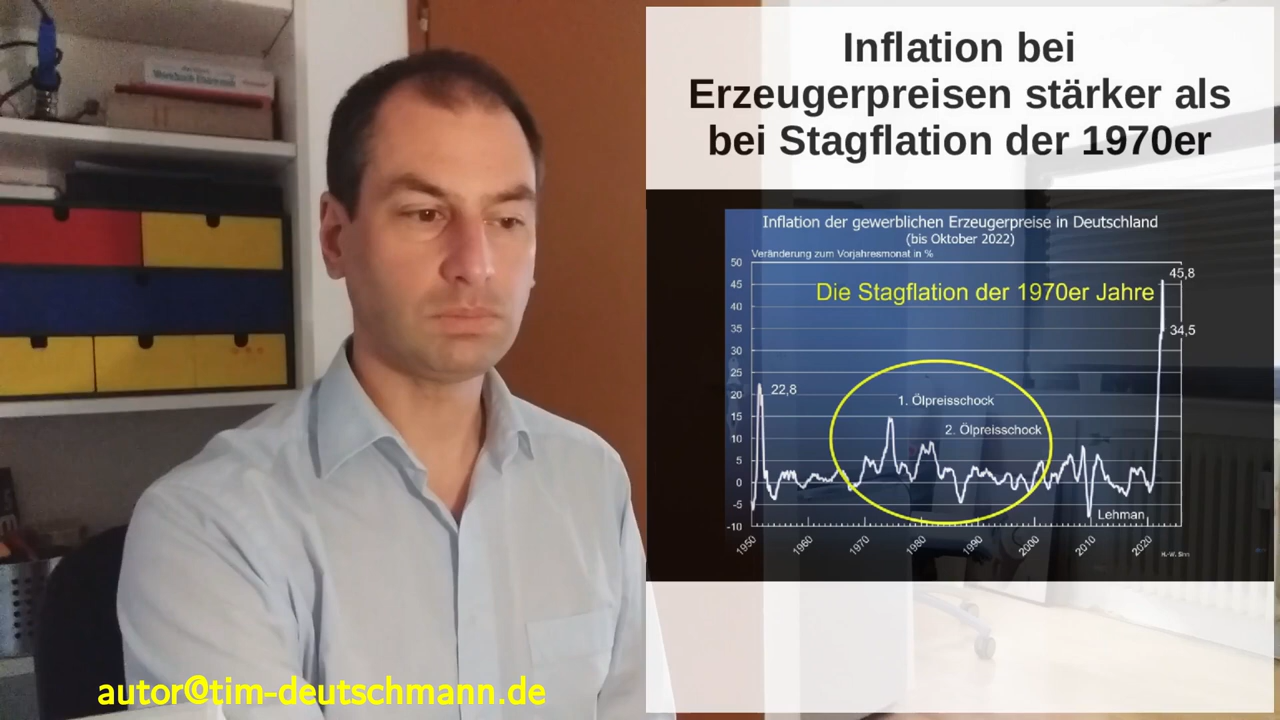 Inflation bei
Erzeugerpreisen stärker als
bei Stagflation der 1970er
Inflation der gewerblichen Erzeugerpreise in Deutschland
(bis Oktober 2022)
Veränderung zum Vorjahresmonat in %
50
45
40
35
30
25
20
15
10
5
0
-5
-10
Die Stagflation der 1970er Jahre
45,8
34,5
22,8
1. Ölpreisschock
2. Ölpreisschock
Lehman
1950
1960
1970
1980
1990
2000
2010
2020
H.-W. Sinn
autor@tim-deutschmann.de